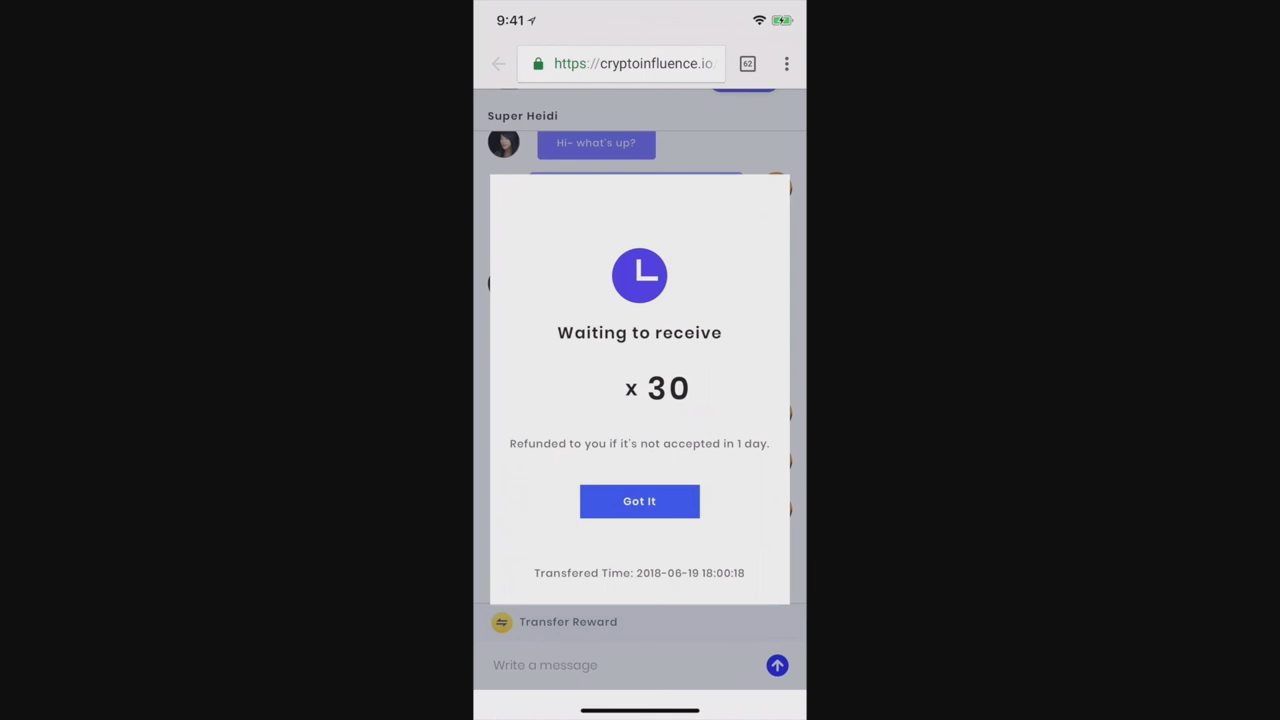 9:41
https://cryptoinfluence.io/
62
Super Heidi
Hi~ what's up?
Waiting to receive
x 30
Refunded to you if it's not accepted in 1 day.
Got It
Transfered Time: 2018-06-19 18:00:18
Transfer Reward
Write a message